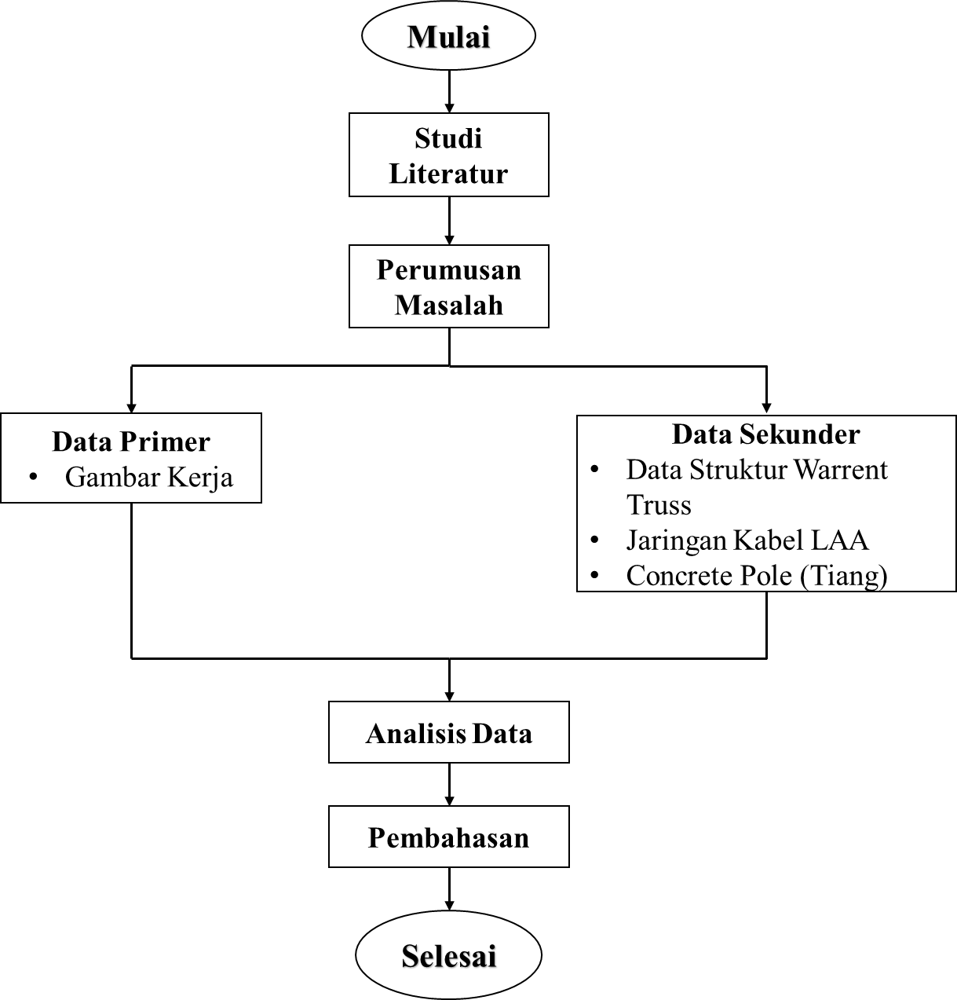 Mulai
Studi
Literatur
Perumusan
Masalah
Data Primer
• Gambar Kerja
Data Sekunder
• Data Struktur Warrent
Truss
• Jaringan Kabel LAA
• Concrete Pole (Tiang)
Analisis Data
Pembahasan
Selesai